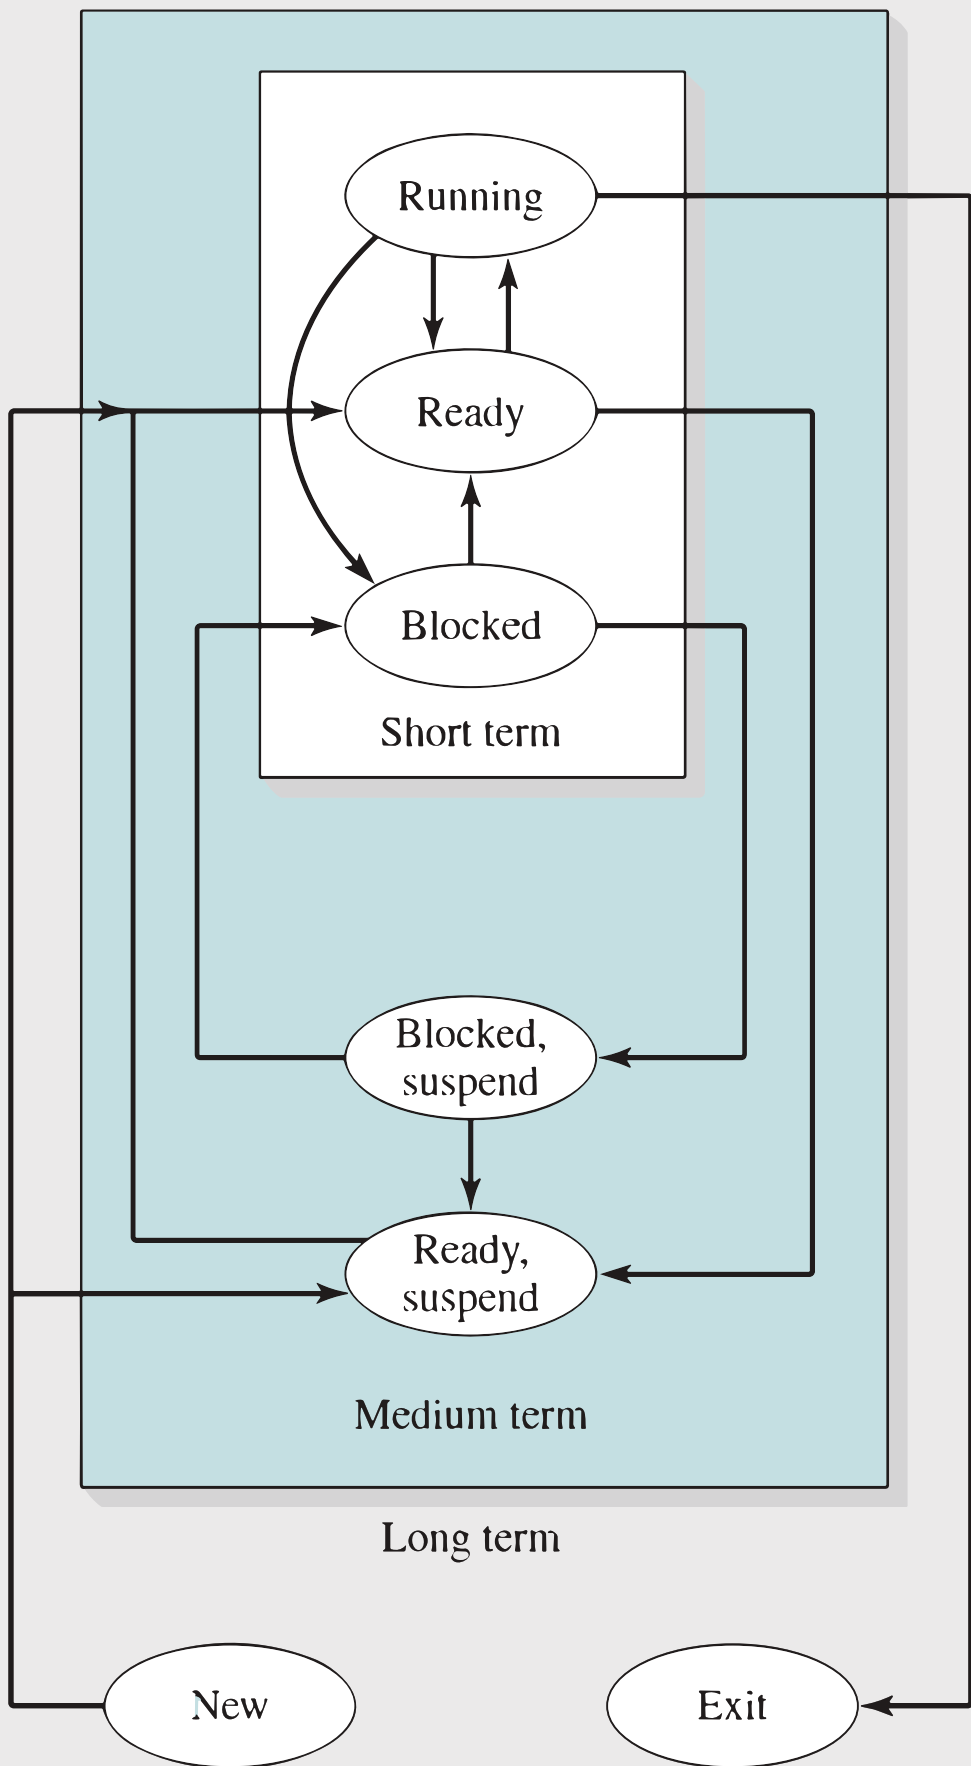 Running
Ready
Blocked
Short term
Blocked,
suspend
Ready,
suspend
Medium term
Long term
New
Exit